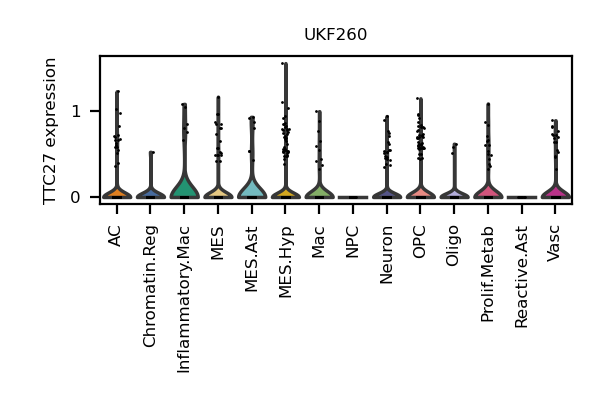 UKF260
TTC27 expression
1
0
AC
Chromatin.Reg
Inflammatory.Mac
MES
MES.Ast
MES.Hyp
Mac
NPC
Neuron
OPC
Oligo
Prolif.Metab
Reactive.Ast
Vasc